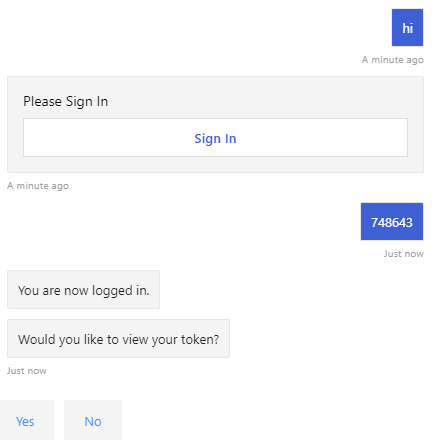 hi
A minute ago
Please Sign In
Sign In
A minute ago
748643
Just now
You are now logged in.
Would you like to view your token?
Just now
Yes
No